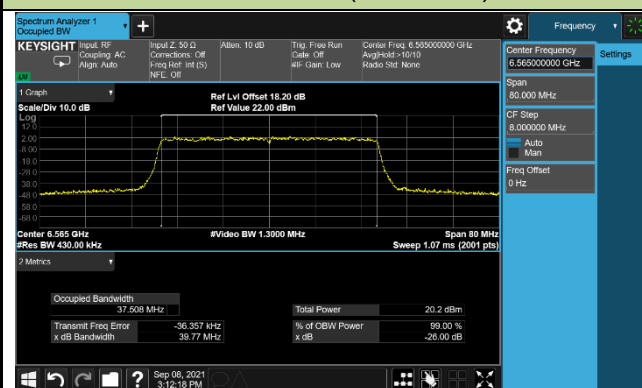 Spectrum Analyzer 1
Occupied BW
Frequency
KEYSIGHT
Input: RF
Coupling: AC
Align: Auto
Input Z: 50 Ω
Corrections: Off
Freq Ref: Int (S)
NFE: Off
Atten: 10 dB
Trig: Free Run
Gate: Off
#IF Gain: Low
Center Freq: 6.565000000 GHz
Avg|Hold:>10/10
Radio Std: None
1 Graph
Scale/Div 10.0 dB
Ref Lvl Offset 18.20 dB
Ref Value 22.00 dBm
Log
12.0
2.00
-8.00
-18.0
-28.0
-38.0
-48.0
-58.0
-68.0
Center 6.565 GHz
#Res BW 430.00 kHz
#Video BW 1.3000 MHz
Span 80 MHz
Sweep 1.07 ms (2001 pts)
2 Metrics
Occupied Bandwidth
37.508 MHz
Total Power 20.2 dBm
Transmit Freq Error -36.357 kHz
% of OBW Power 99.00 %
x dB Bandwidth 39.77 MHz
x dB -26.00 dB
Sep 08, 2021
3:12:18 PM
Center Frequency
6.565000000 GHz
Settings
Span
80.000 MHz
CF Step
8.000000 MHz
Auto
Man
Freq Offset
0 Hz